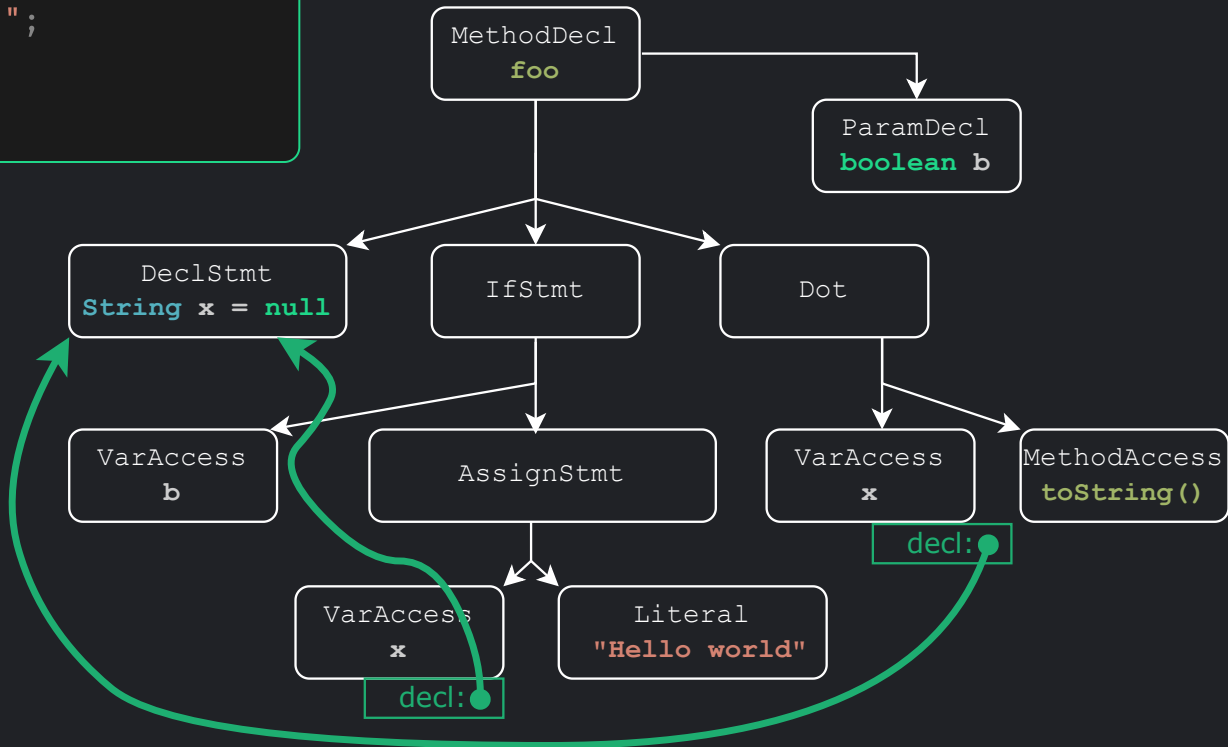 ";
MethodDecl
foo
ParamDecl
boolean b
DeclStmt
String x = null
IfStmt
Dot
VarAccess
b
AssignStmt
VarAccess
x
MethodAccess
toString()
decl:
VarAccess
x
Literal
"Hello world"
decl: